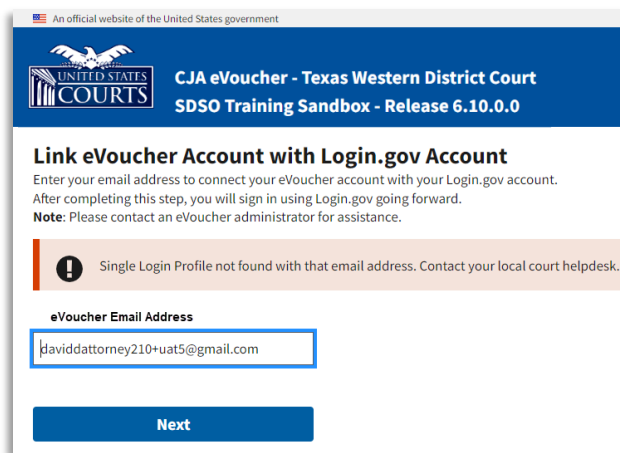 An official website of the United States government
UNITED STATES
COURTS
CJA eVoucher - Texas Western District Court
SDSO Training Sandbox - Release 6.10.0.0
Link eVoucher Account with Login.gov Account
Enter your email address to connect your eVoucher account with your Login.gov account.
After completing this step, you will sign in using Login.gov going forward.
Note: Please contact an eVoucher administrator for assistance.
Single Login Profile not found with that email address. Contact your local court helpdesk.
eVoucher Email Address
daviddattorney210+uat5@gmail.com
Next